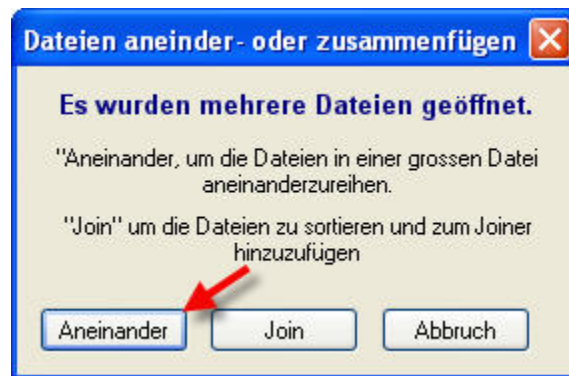 Dateien aneinder- oder zusammenfügen
Es wurden mehrere Dateien geöffnet.
"Aneinander, um die Dateien in einer grossen Datei
aneinanderzureihen.
"Join" um die Dateien zu sortieren und zum Joiner
hinzuzufügen
Aneinander Join Abbruch